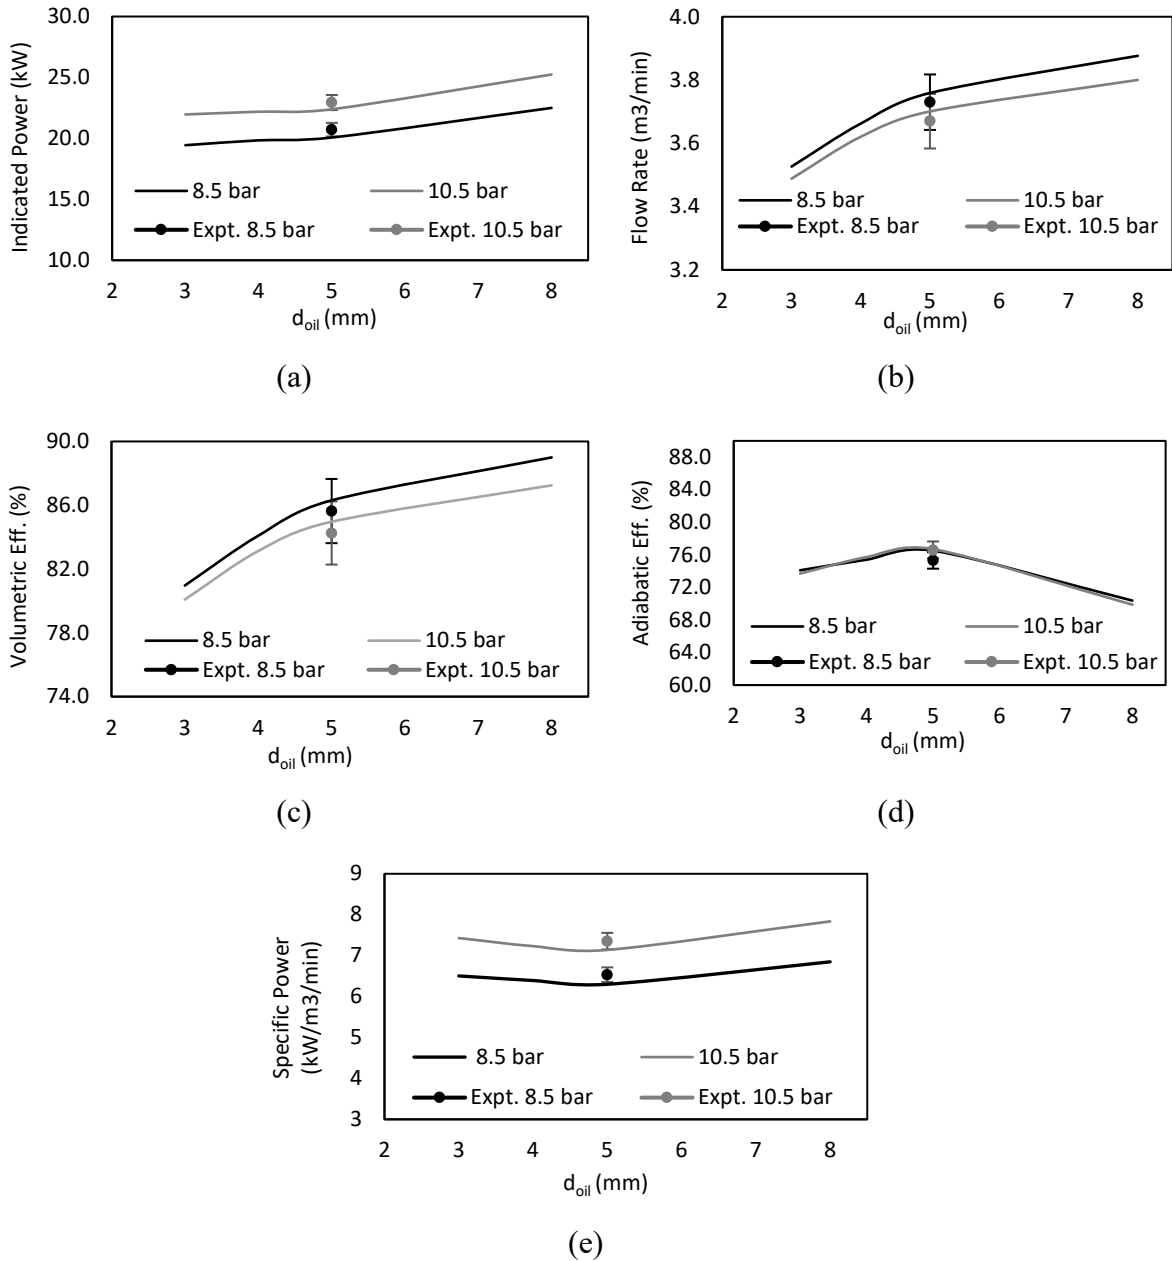 30.0
25.0
20.0
15.0
10.0
Indicated Power (kW)
8.5 bar
10.5 bar
Expt. 8.5 bar
Expt. 10.5 bar
2 3 4 5 6 7 8
doil (mm)
(a)
4.0
3.8
3.6
3.4
3.2
Flow Rate (m3/min)
8.5 bar
10.5 bar
Expt. 8.5 bar
Expt. 10.5 bar
2 3 4 5 6 7 8
doil (mm)
(b)
90.0
86.0
82.0
78.0
74.0
Volumetric Eff. (%)
8.5 bar
10.5 bar
Expt. 8.5 bar
Expt. 10.5 bar
2 3 4 5 6 7 8
doil (mm)
(c)
88.0
84.0
80.0
76.0
72.0
68.0
64.0
60.0
Adiabatic Eff. (%)
8.5 bar
10.5 bar
Expt. 8.5 bar
Expt. 10.5 bar
2 3 4 5 6 7 8
doil (mm)
(d)
9
8
7
6
5
4
3
Specific Power
(kW/m3/min)
8.5 bar
10.5 bar
Expt. 8.5 bar
Expt. 10.5 bar
2 3 4 5 6 7 8
doil (mm)
(e)